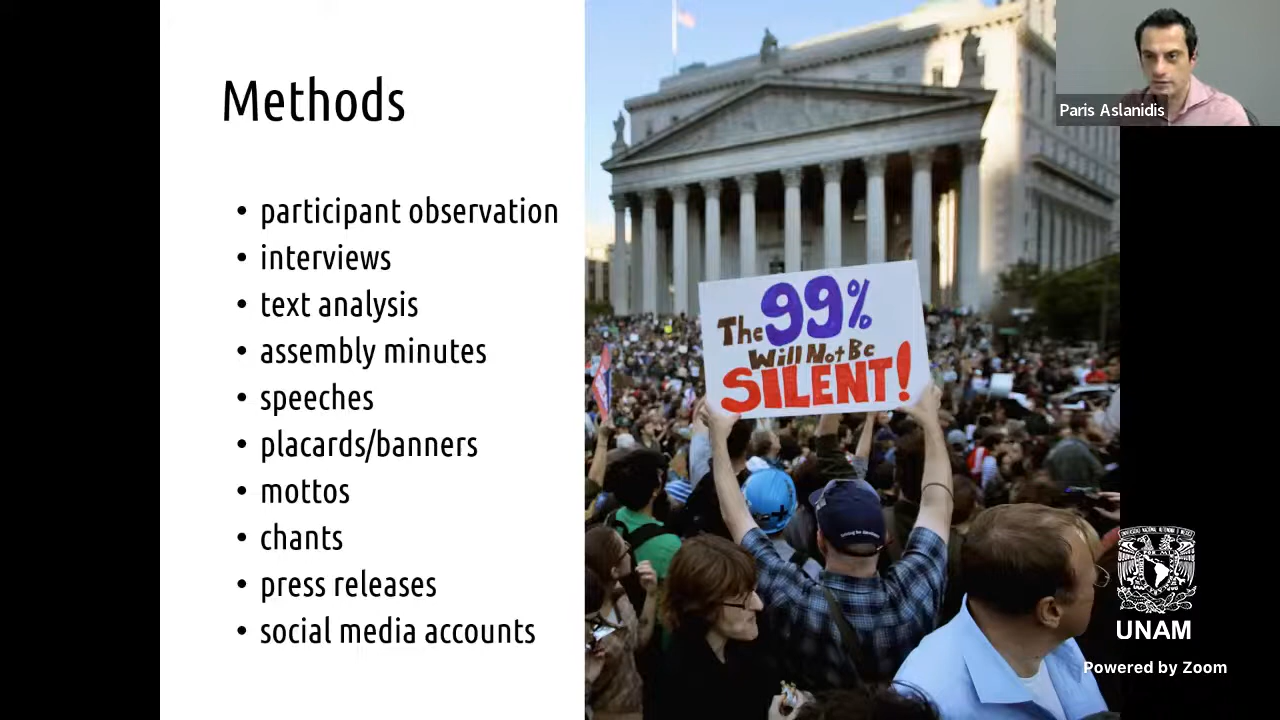 Methods
• participant observation
• interviews
• text analysis
• assembly minutes
• speeches
• placards/banners
• mottos
• chants
• press releases
• social media accounts
The 99%
Will Not Be
SILENT!
Paris Aslanidis
UNAM
Powered by Zoom